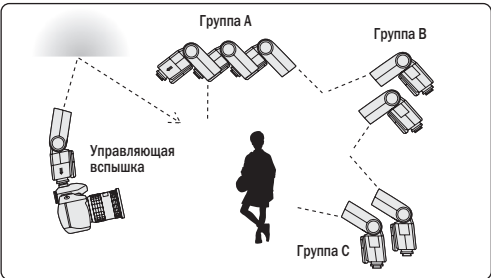 Группа А
Группа В
Управляющая
вспышка
Группа С